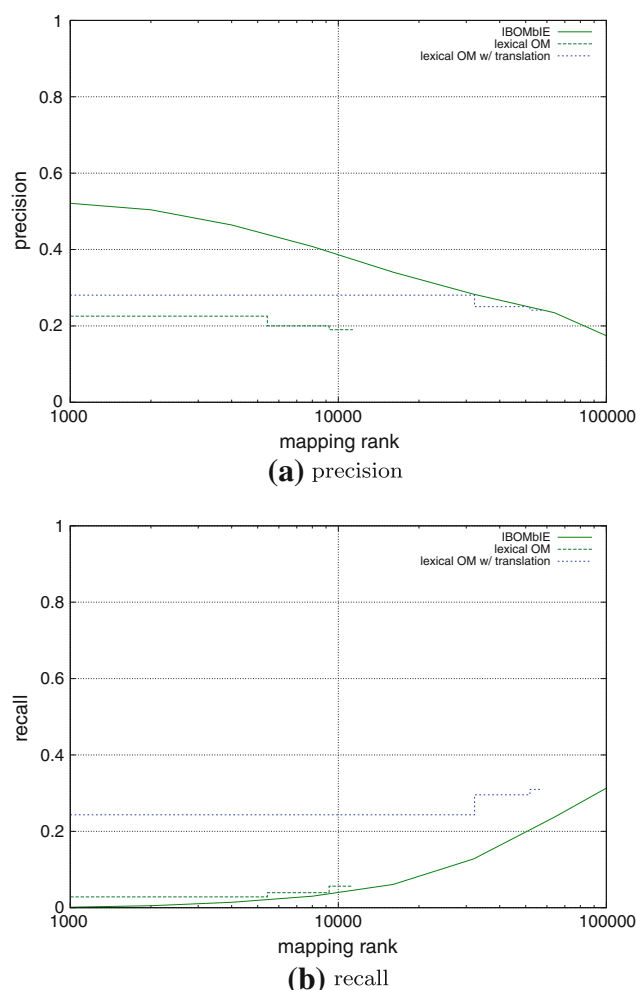 1
0.8
0.6
0.4
0.2
0
precision
IBOMbIE
lexical OM
lexical OM w/ translation
1000
10000
100000
mapping rank
(a) precision
1
0.8
0.6
0.4
0.2
0
recall
IBOMbIE
lexical OM
lexical OM w/ translation
1000
10000
100000
mapping rank
(b) recall